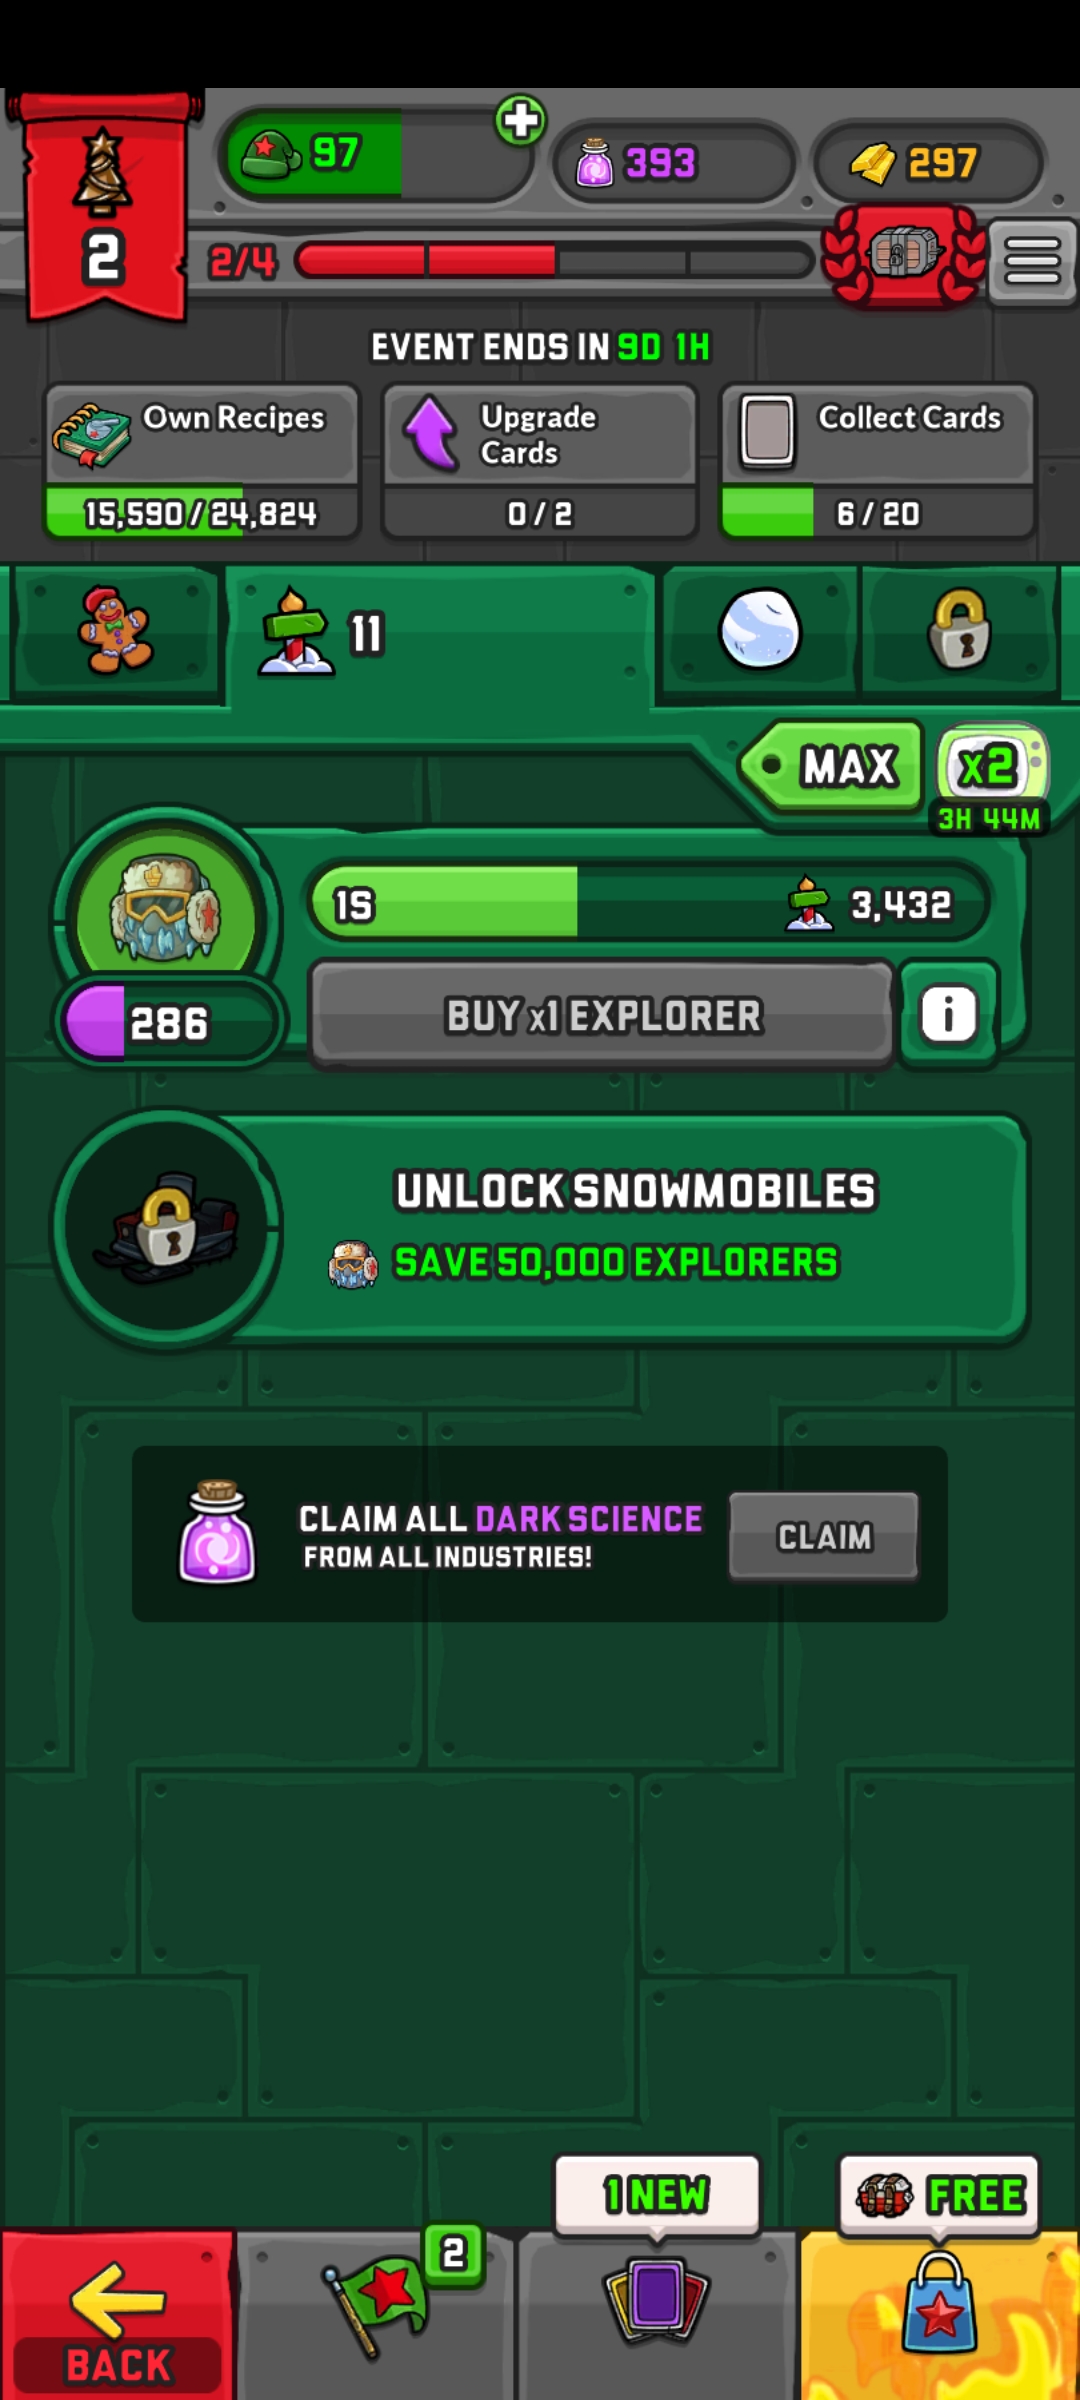 97
393
297
2
2/4
EVENT ENDS IN 9D 1H
Own Recipes
15,590/24,824
Upgrade
Cards
0/2
Collect Cards
6/20
11
MAX
x2
3H 44M
1S
3,432
286
BUY x1 EXPLORER
i
UNLOCK SNOWMOBILES
SAVE 50,000 EXPLORERS
CLAIM ALL DARK SCIENCE
FROM ALL INDUSTRIES!
CLAIM
1 NEW
FREE
2
BACK